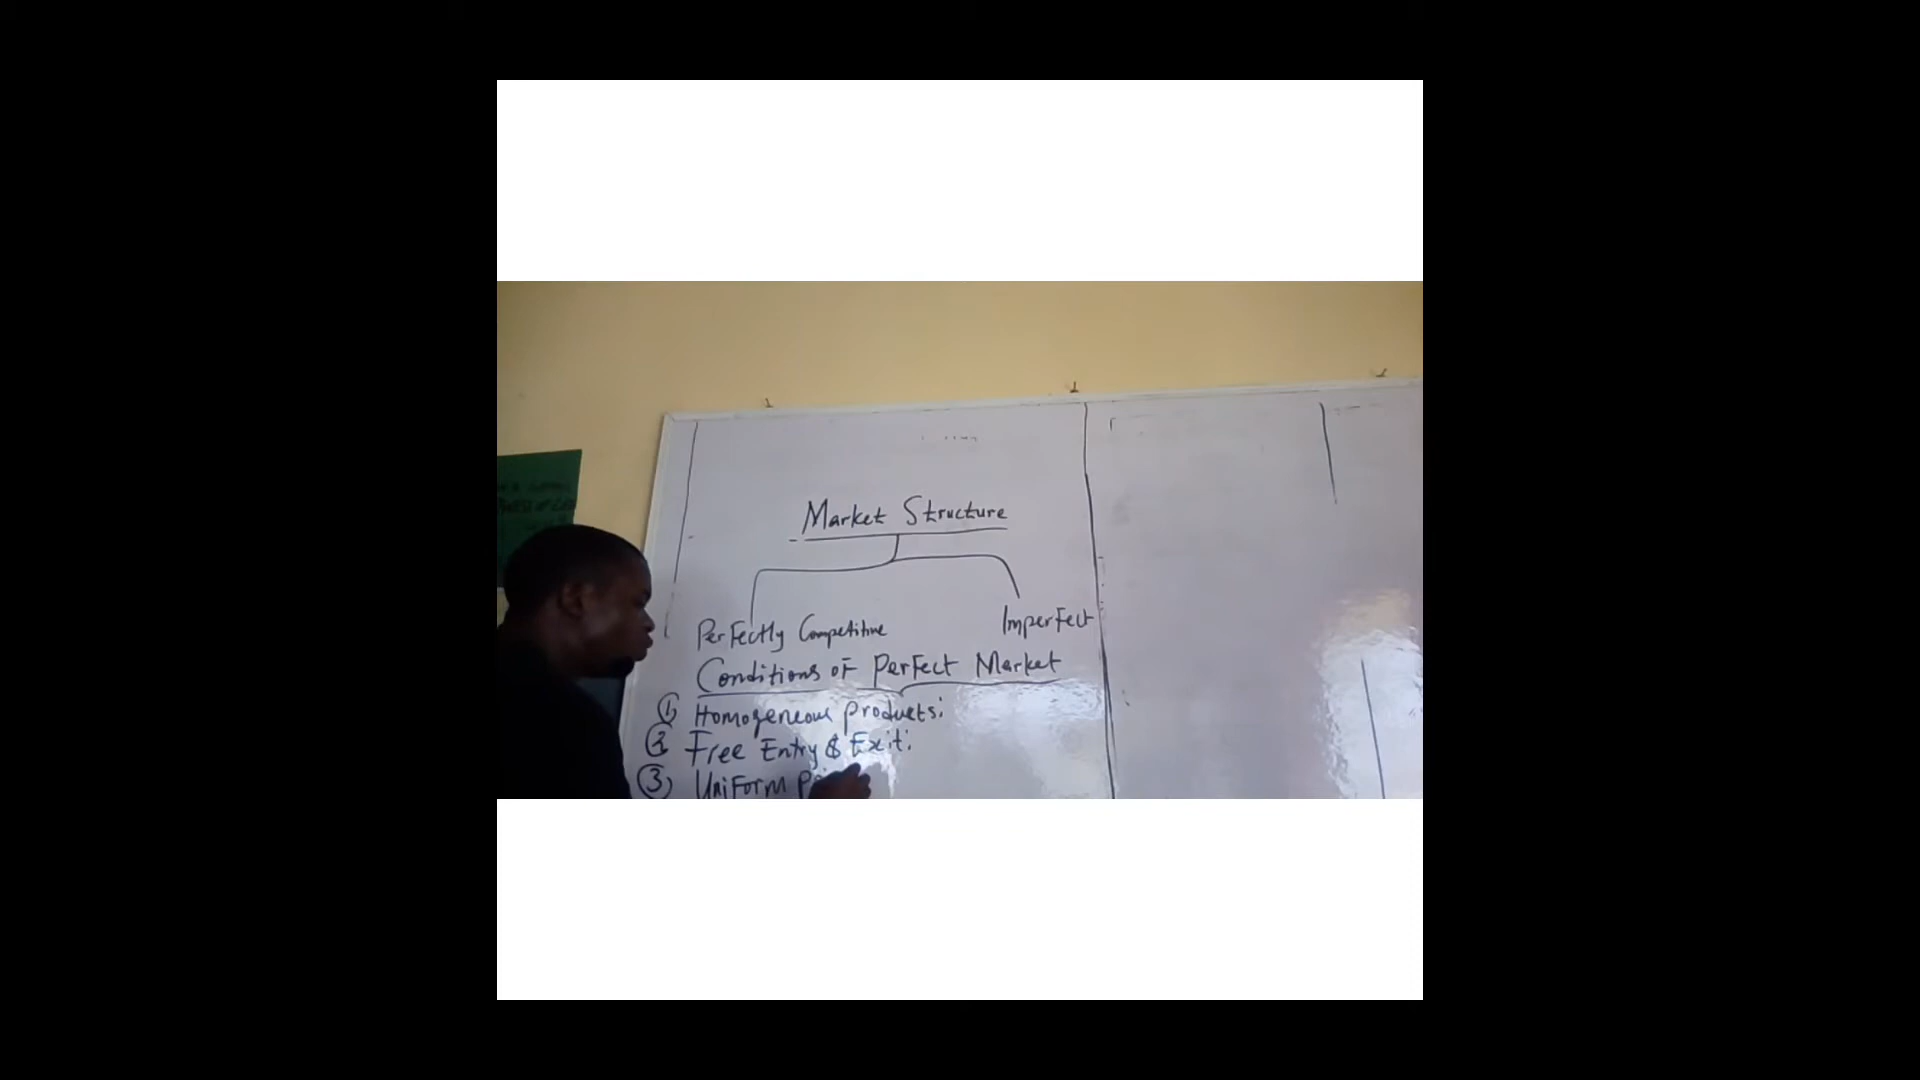 Market Structure
Perfectly Competitive
Imperfect
Conditions of Perfect Market
① Homogeneous Products:
② Free Entry & Exit:
③ Uniform